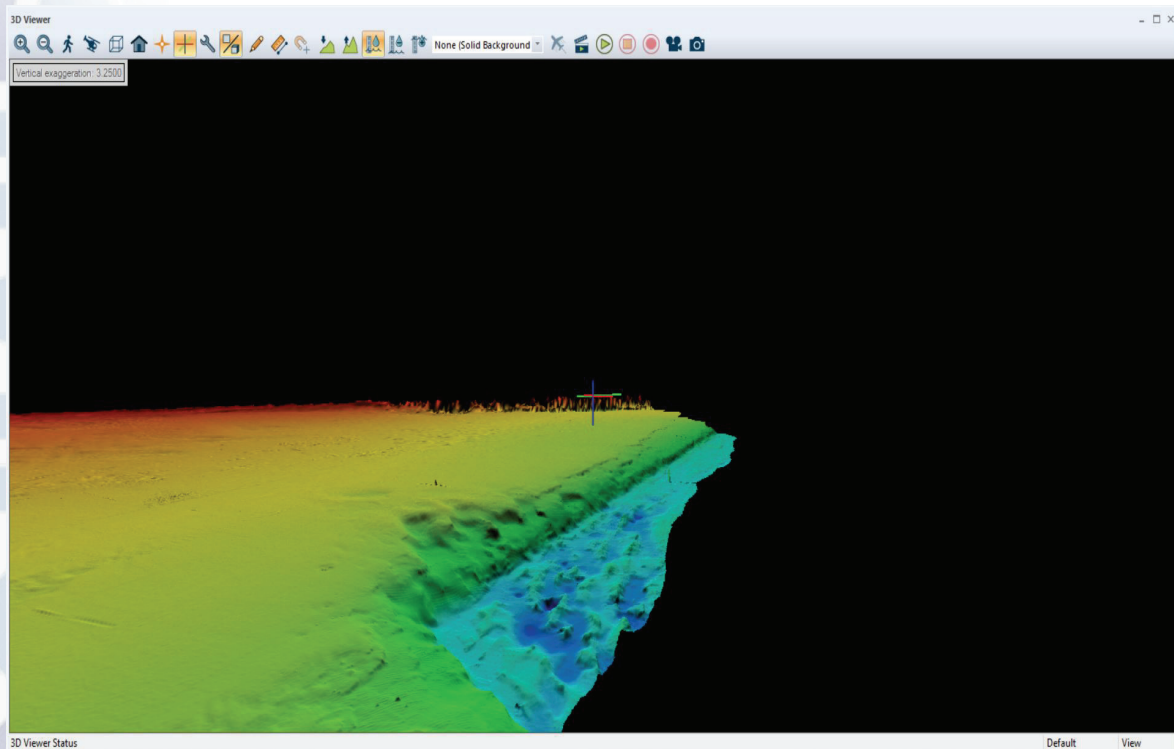 3D Viewer
None (Solid Background
Vertical exaggeration: 3.2500
3D Viewer Status
Default
View